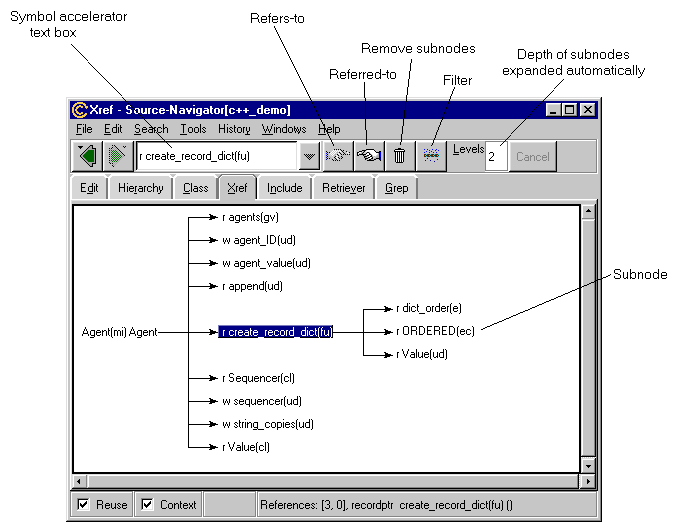 Symbol accelerator
text box
Refers-to
Remove subnodes
Referred-to
Filter
Depth of subnodes
expanded automatically
Xref - Source-Navigator[c++_demo]
File Edit Search Tools History Windows Help
r create_record_dict(fu)
Levels 2 Cancel
Edit Hierarchy Class Xref Include Retriever Grep
r agents(gv)
w agent_ID(ud)
w agent_value(ud)
r append(ud)
Subnode
r dict_order(e)
Agent(mi) Agent r create_record_dict(fu) r ORDERED(ec)
r Value(ud)
r Sequencer(cl)
w sequencer(ud)
w string_copies(ud)
r Value(cl)
Reuse Context References: [3, 0], recordptr create_record_dict(fu) ()